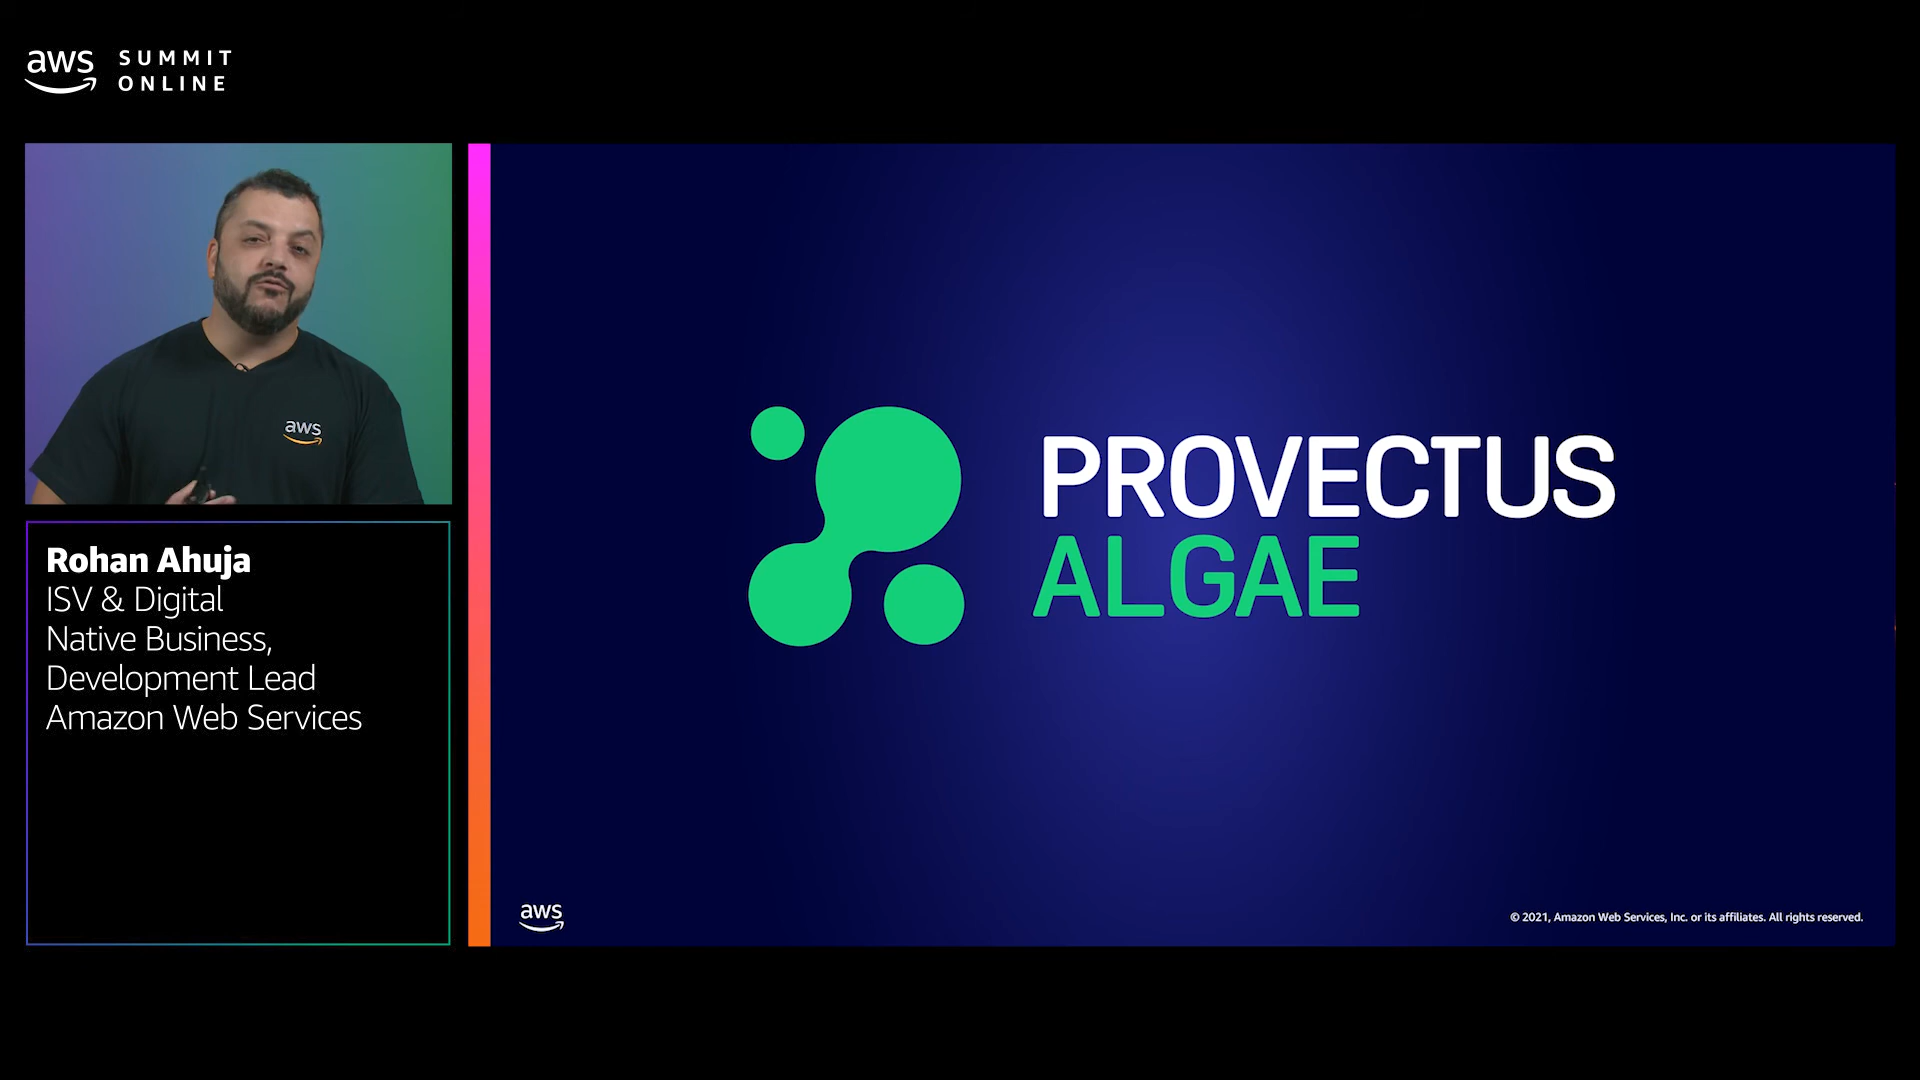 aws SUMMIT
ONLINE
aws
Rohan Ahuja
ISV & Digital
Native Business,
Development Lead
Amazon Web Services
PROVECTUS
ALGAE
aws
© 2021, Amazon Web Services, Inc. or its affiliates. All rights reserved.